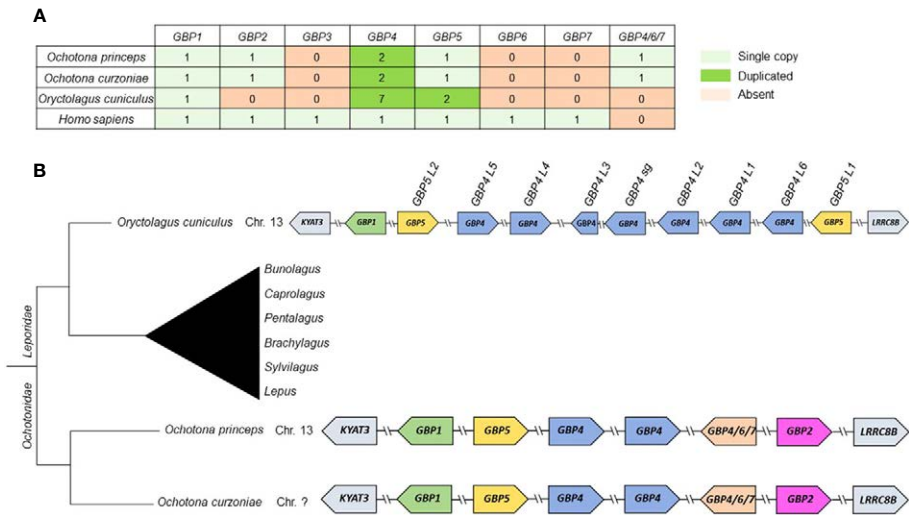 A
GBP1 GBP2 GBP3 GBP4 GBP5 GBP6 GBP7 GBP4/6/7
Ochotona princeps 1 1 0 2 1 0 0 1
Ochotona curzoniae 1 1 0 2 1 0 0 1
Oryctolagus cuniculus 1 0 0 7 2 0 0 0
Homo sapiens 1 1 1 1 1 1 1 0
Single copy
Duplicated
Absent
B
GBP5 L2 GBP4 L5 GBP4 L4 GBP4 L3 GBP4 sg GBP4 L2 GBP4 L1 GBP4 L6 GBP5 L1
Oryctolagus cuniculus Chr. 13 KYAT3 GBP1 GBP5 GBP4 GBP4 GBP4 GBP4 GBP4 GBP4 GBP4 GBP5 LRRC8B
Leporidae
Bunolagus
Caprolagus
Pentalagus
Brachylagus
Sylvilagus
Lepus
Ochotonidae
Ochotona princeps Chr. 13 KYAT3 GBP1 GBP5 GBP4 GBP4 GBP4/6/7 GBP2 LRRC8B
Ochotona curzoniae Chr. ? KYAT3 GBP1 GBP5 GBP4 GBP4 GBP4/6/7 GBP2 LRRC8B